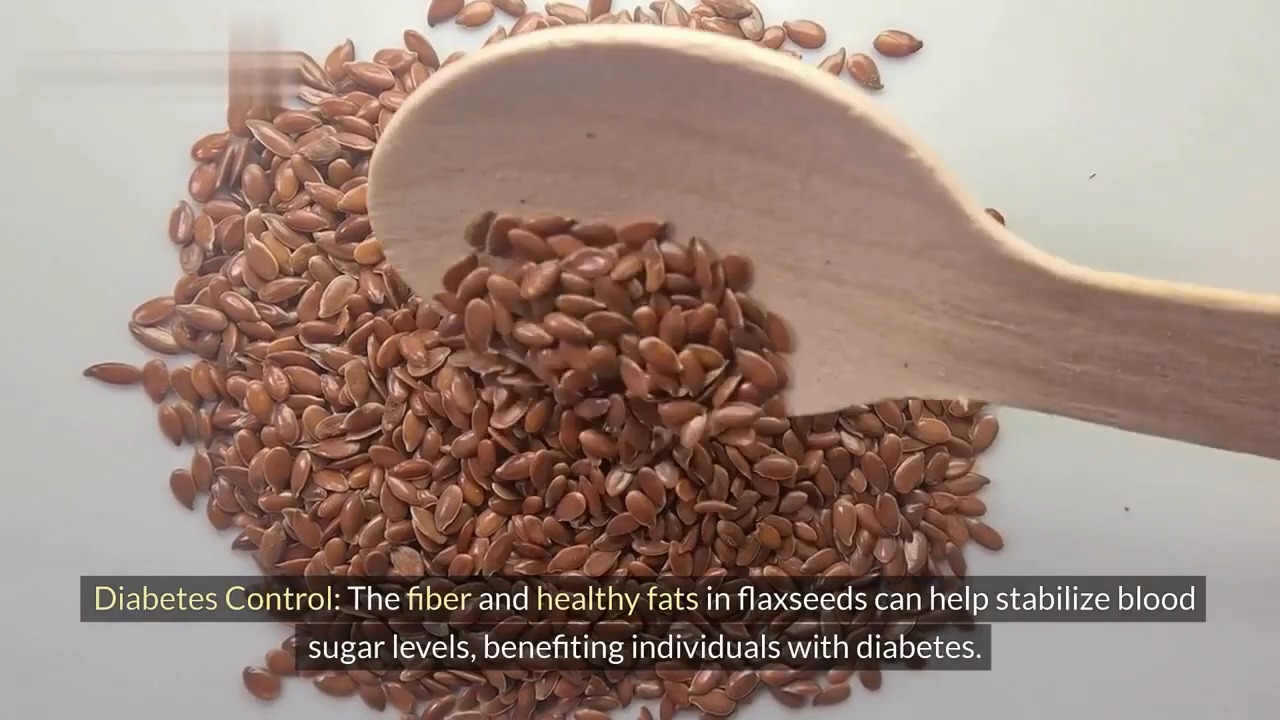 Diabetes Control: The fiber and healthy fats in flaxseeds can help stabilize blood
sugar levels, benefiting individuals with diabetes.